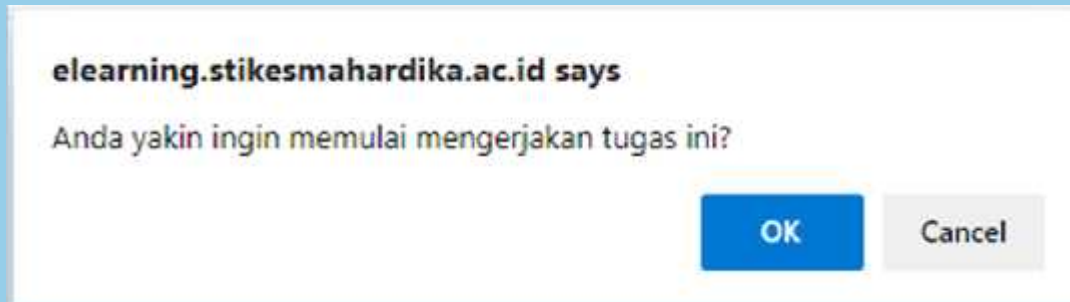 elearning.stikesmahardika.ac.id says
Anda yakin ingin memulai mengerjakan tugas ini?
OK Cancel